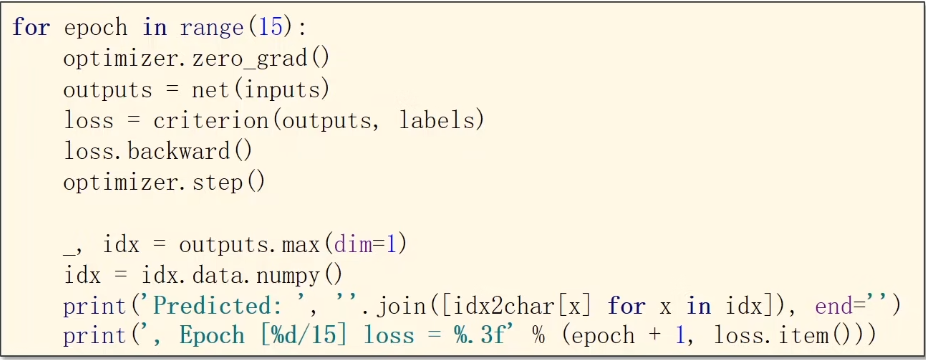 for epoch in range(15):
    optimizer.zero_grad()
    outputs = net(inputs)
    loss = criterion(outputs, labels)
    loss.backward()
    optimizer.step()

    _, idx = outputs.max(dim=1)
    idx = idx.data.numpy()
    print('Predicted: ', ''.join([idx2char[x] for x in idx]), end='')
    print(', Epoch [%d/15] loss = %.3f' % (epoch + 1, loss.item()))